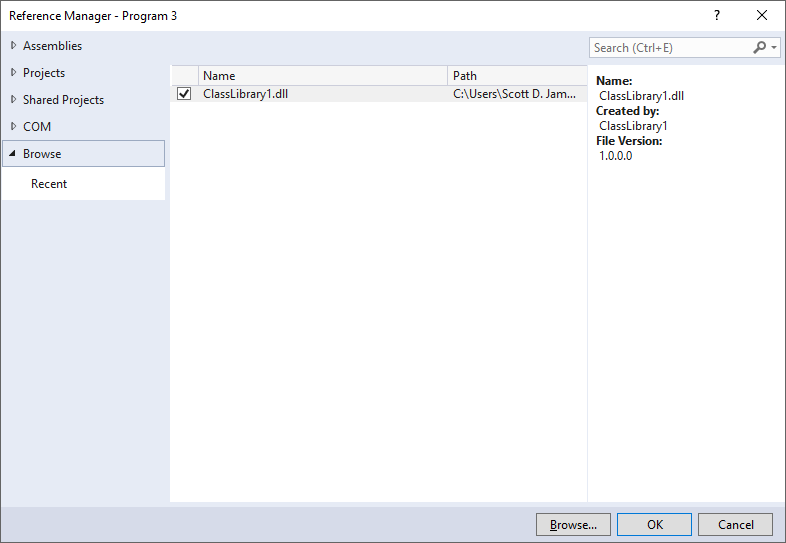 Reference Manager - Program 3
?
Assemblies
Projects
Shared Projects
COM
Browse
Recent
Name Path
ClassLibrary1.dll C:\Users\Scott D. Jam...
Search (Ctrl+E)
Name:
ClassLibrary1.dll
Created by:
ClassLibrary1
File Version:
1.0.0.0
Browse... OK Cancel